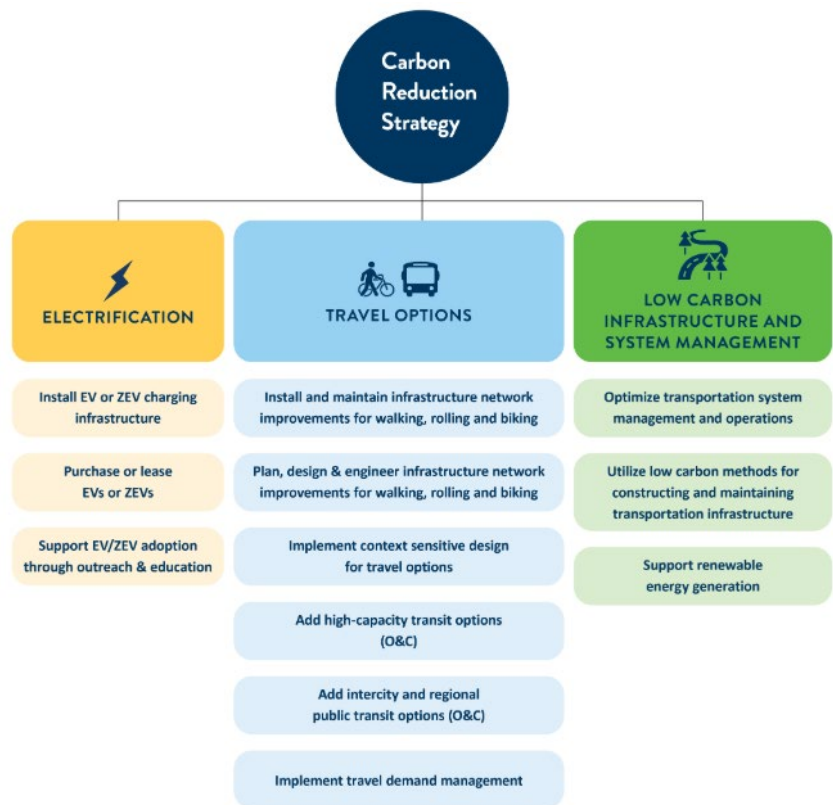 Carbon
Reduction
Strategy
ELECTRIFICATION
TRAVEL OPTIONS
LOW CARBON
INFRASTRUCTURE AND
SYSTEM MANAGEMENT
Install EV or ZEV charging
infrastructure
Purchase or lease
EVs or ZEVs
Support EV/ZEV adoption
through outreach & education
Install and maintain infrastructure network
improvements for walking, rolling and biking
Plan, design & engineer infrastructure network
improvements for walking, rolling and biking
Implement context sensitive design
for travel options
Add high-capacity transit options
(O&C)
Add intercity and regional
public transit options (O&C)
Implement travel demand management
Optimize transportation system
management and operations
Utilize low carbon methods for
constructing and maintaining
transportation infrastructure
Support renewable
energy generation